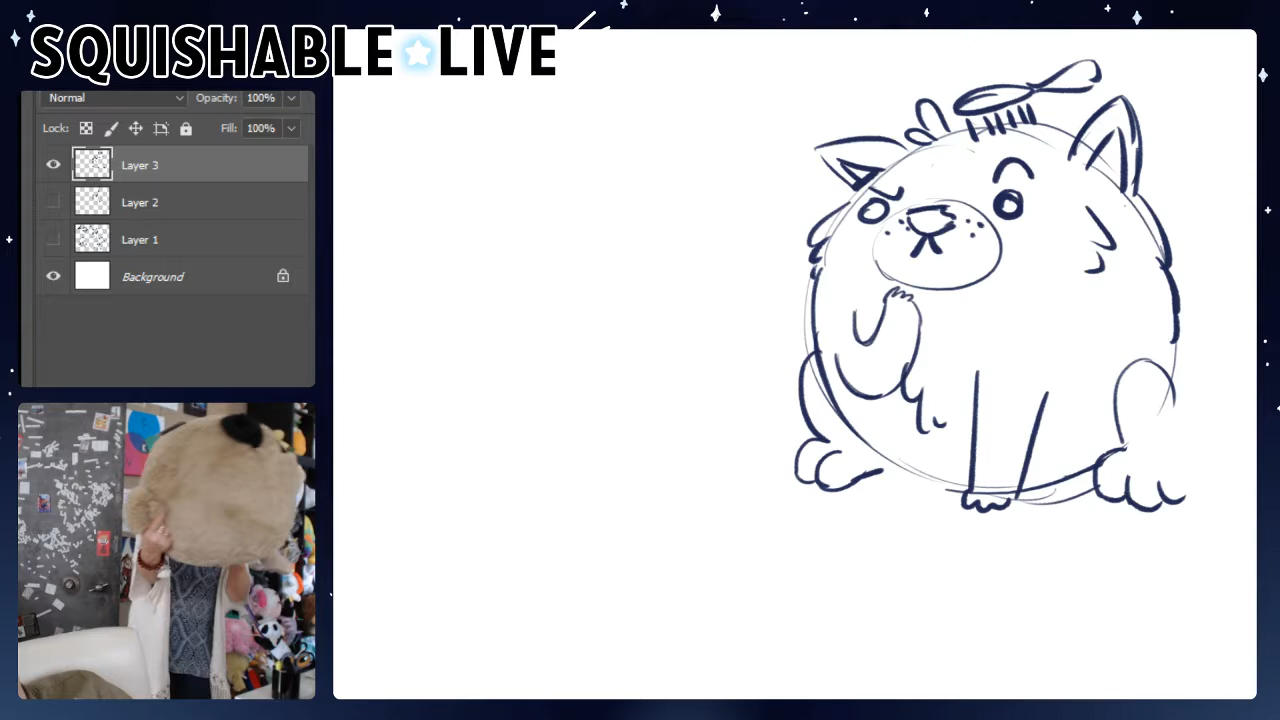 SQUISHABLE LIVE
Normal Opacity: 100%
Lock: Fill: 100%
Layer 3
Layer 2
Layer 1
Background